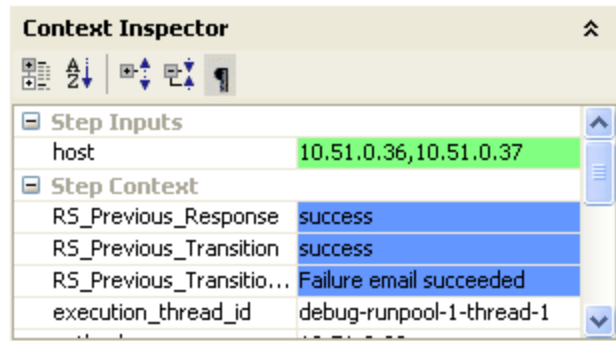 Context Inspector
Step Inputs
host 10.51.0.36,10.51.0.37
Step Context
RS_Previous_Response success
RS_Previous_Transition success
RS_Previous_Transitio... Failure email succeeded
execution_thread_id debug-runpool-1-thread-1